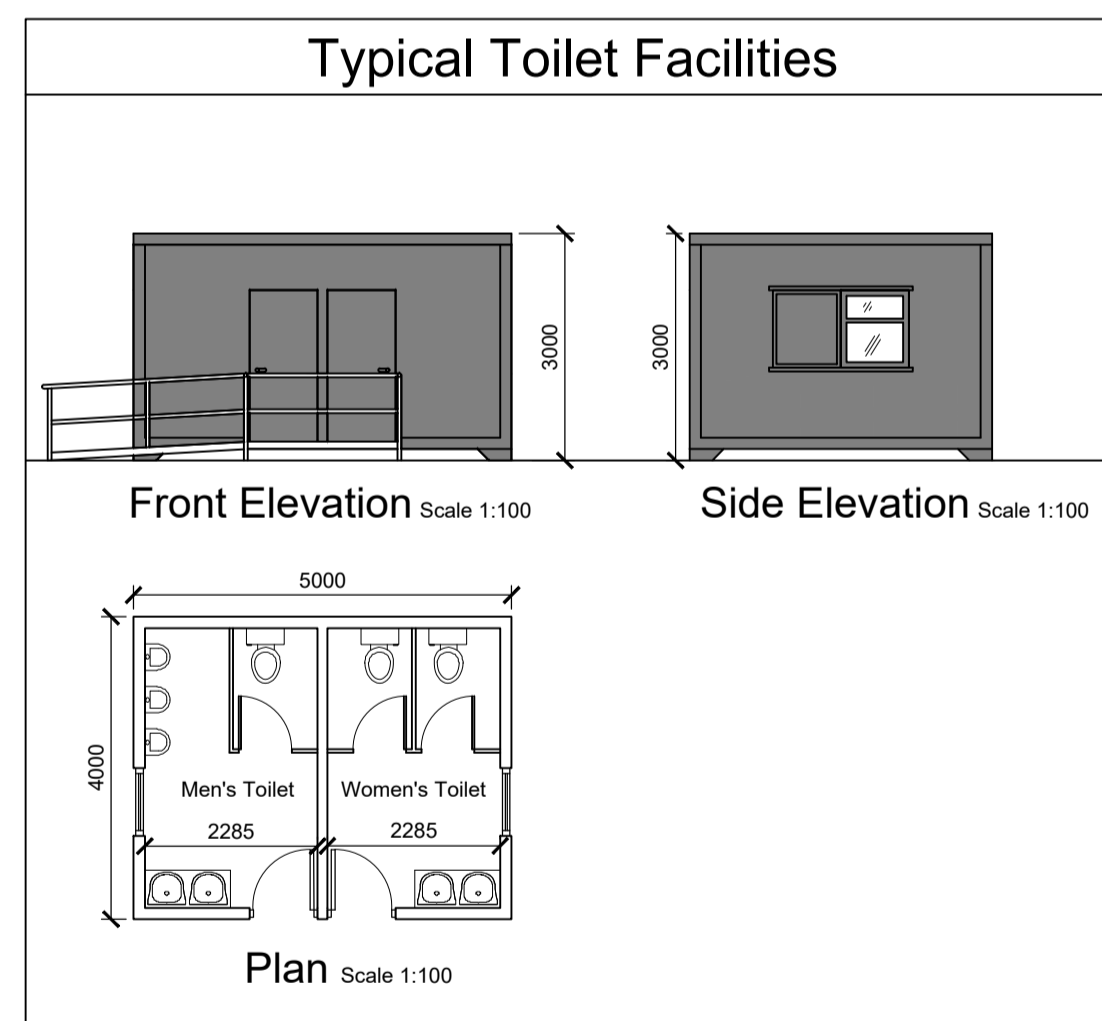 Typical Toilet Facilities
3000
3000
Front Elevation Scale 1:100
Side Elevation Scale 1:100
5000
4000
Men's Toilet
Women's Toilet
2285
2285
Plan Scale 1:100